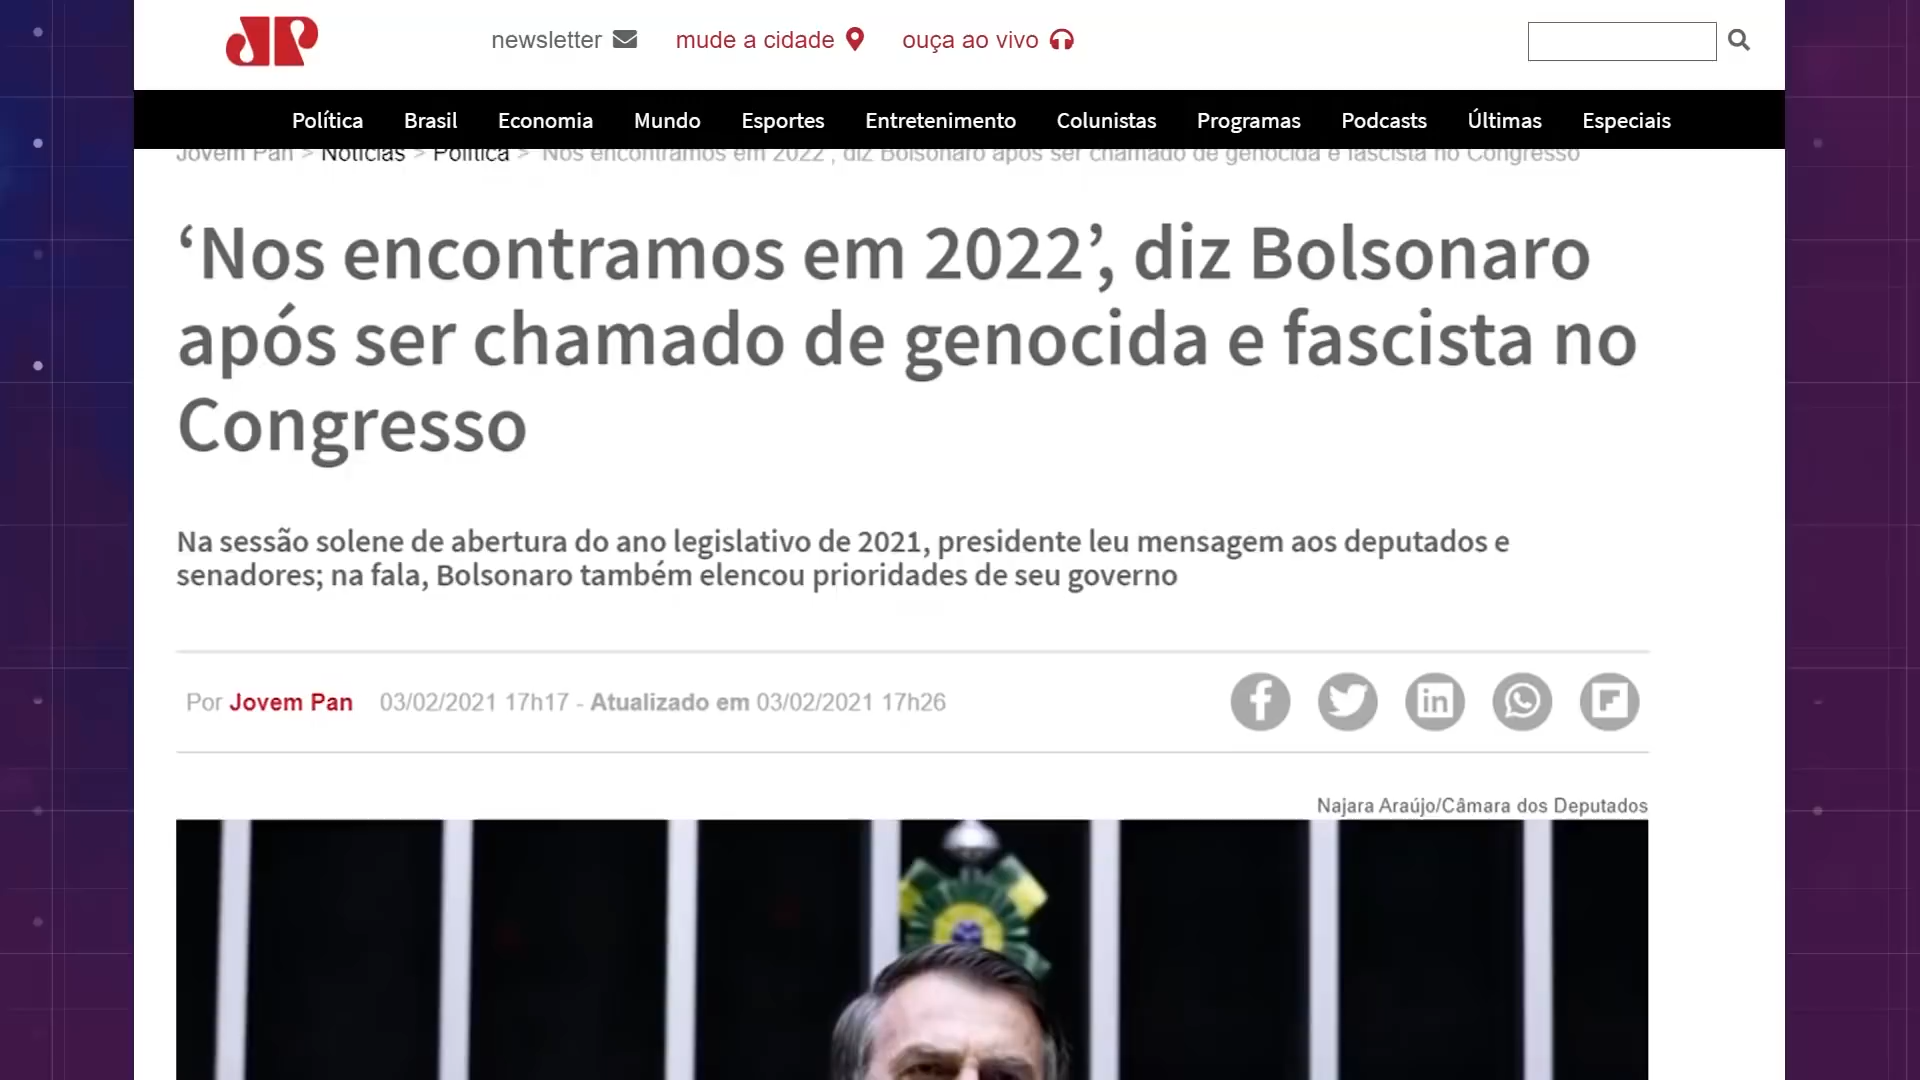 JP
newsletter
mude a cidade
ouça ao vivo
Política Brasil Economia Mundo Esportes Entretenimento Colunistas Programas Podcasts Últimas Especiais
Jovem Pan > Notícias > Política > 'Nos encontramos em 2022', diz Bolsonaro após ser chamado de genocida e fascista no Congresso
‘Nos encontramos em 2022’, diz Bolsonaro
após ser chamado de genocida e fascista no
Congresso
Na sessão solene de abertura do ano legislativo de 2021, presidente leu mensagem aos deputados e
senadores; na fala, Bolsonaro também elencou prioridades de seu governo
Por Jovem Pan 03/02/2021 17h17 - Atualizado em 03/02/2021 17h26
Najara Araújo/Câmara dos Deputados